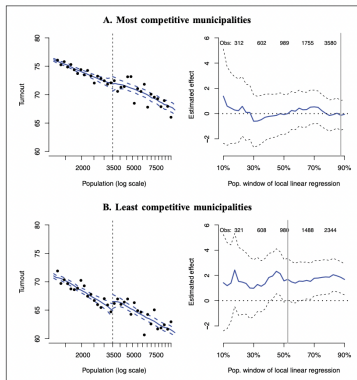 A. Most competitive municipalities
Turnout
80
75
70
65
60
2000
3500
5000
7500
Population (log scale)
Estimated effect
6
4
2
0
−2
Obs: 312 602 989 1755 3580
10% 30% 50% 70% 90%
Pop. window of local linear regression
B. Least competitive municipalities
Turnout
80
75
70
65
60
2000
3500
5000
7500
Population (log scale)
Estimated effect
6
4
2
0
−2
Obs: 321 608 980 1488 2344
10% 30% 50% 70% 90%
Pop. window of local linear regression